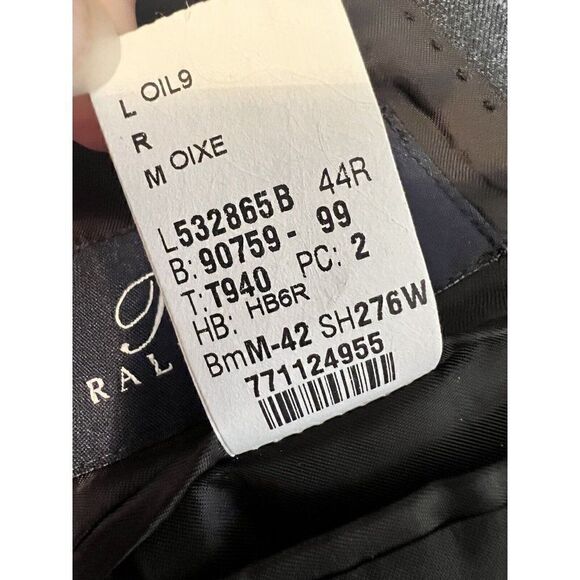 L OIL9
R
M OIXE
L532865B 44R
B: 90759- 99
T: T940 PC: 2
HB: HB6R
BmM-42 SH276W
771124955
RAL